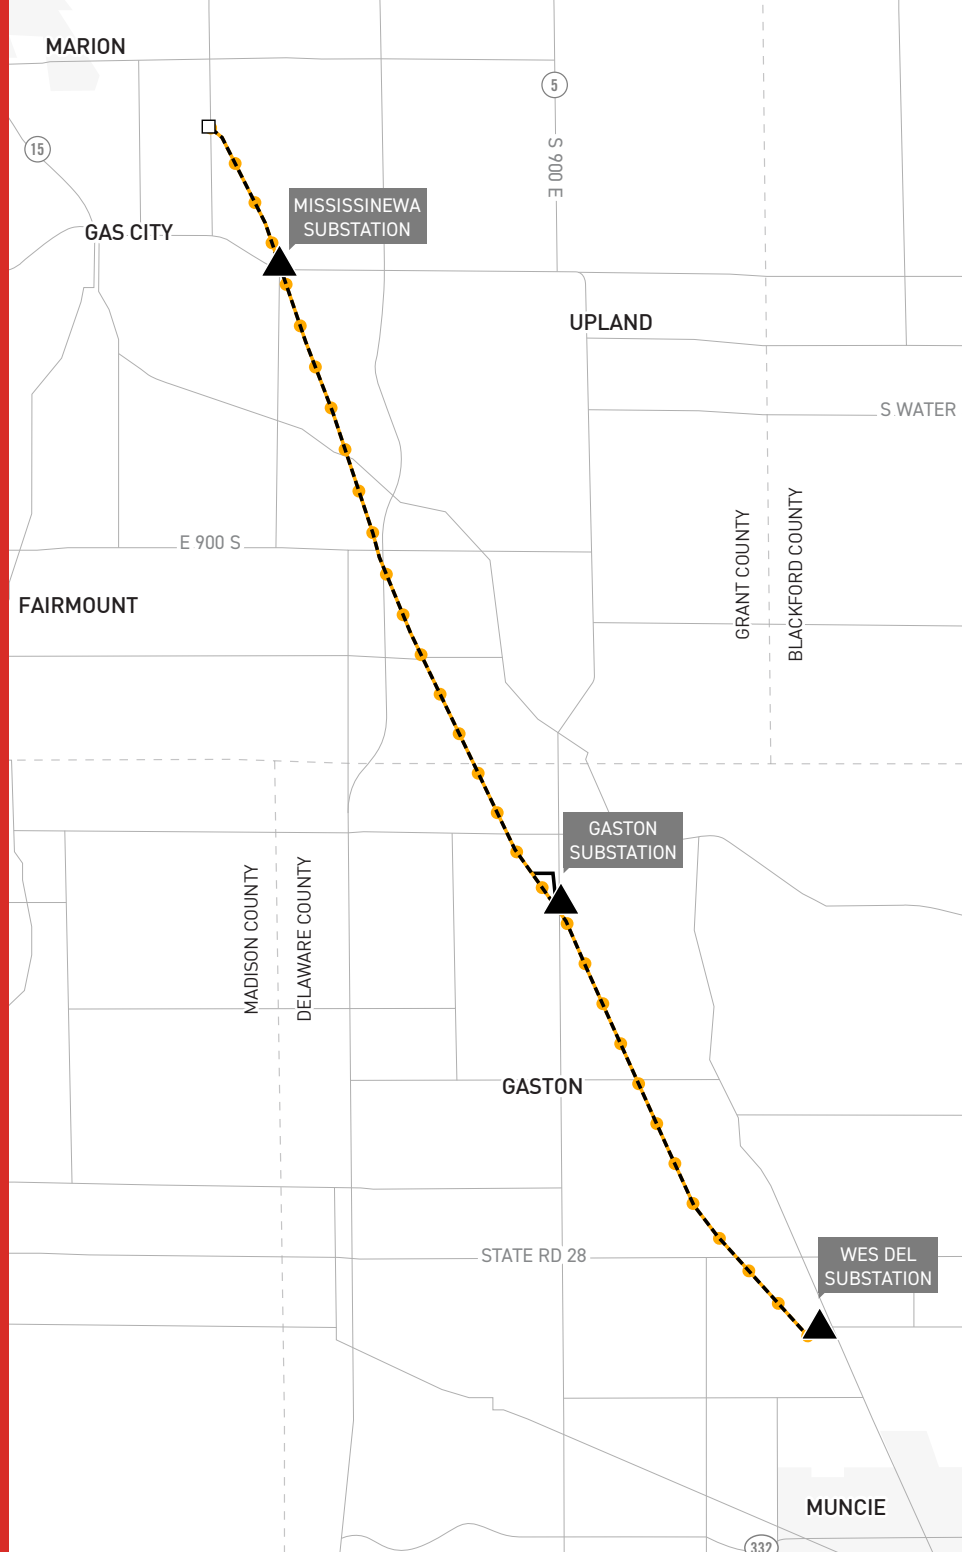 MARION
5
15
S 900 E
MISSISSINEWA
SUBSTATION
GAS CITY
UPLAND
S WATER
E 900 S
GRANT COUNTY
BLACKFORD COUNTY
FAIRMOUNT
GASTON
SUBSTATION
MADISON COUNTY
DELAWARE COUNTY
GASTON
STATE RD 28
WES DEL
SUBSTATION
MUNCIE
332